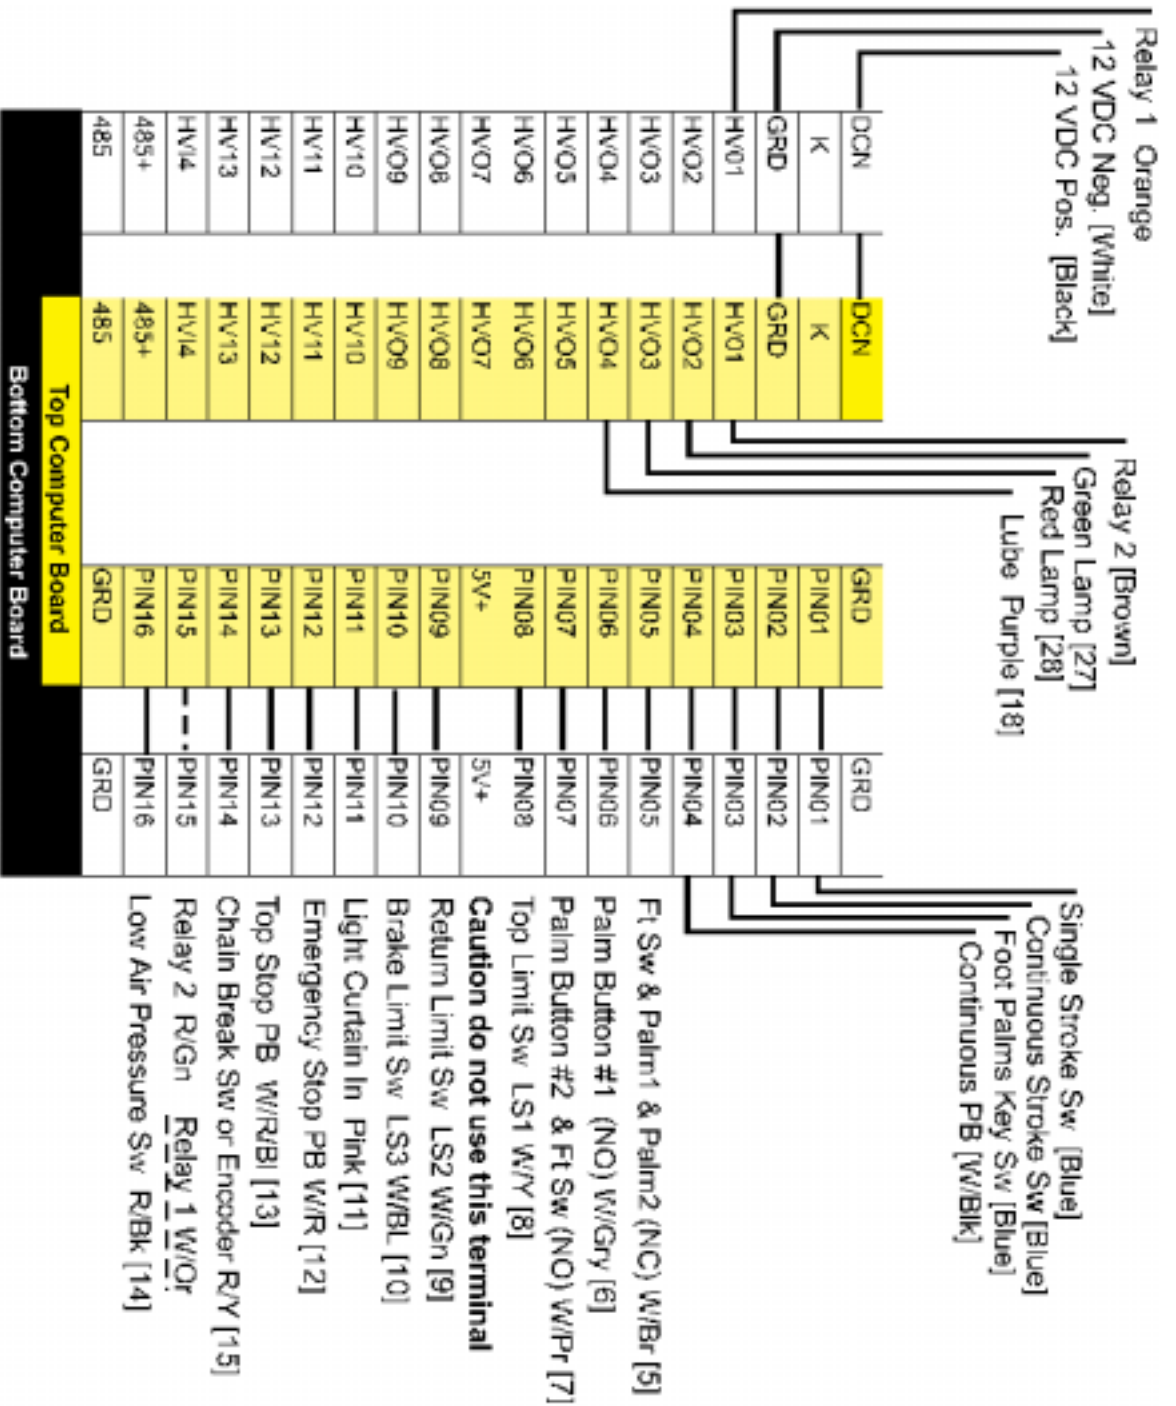 Relay 1 Orange
12 VDC Neg. [White]
12 VDC Pos. [Black]
Relay 2 [Brown]
Green Lamp [27]
Red Lamp [28]
Lube Purple [18]
Single Stroke Sw [Blue]
Continuous Stroke Sw [Blue]
Foot Palms Key Sw [Blue]
Continuous PB [W/Blk]
DCN DCN GRD GRD
K K PIN01 PIN01
GRD GRD PIN02 PIN02
HV01 HV01 PIN03 PIN03
HVO2 HVO2 PIN04 PIN04
HVO3 HVO3 PIN05 PIN05 Ft Sw & Palm1 & Palm2 (NC) W/Br [5]
HVO4 HVO4 PIN06 PIN06 Palm Button #1 (NO) W/Gry [6]
HVO5 HVO5 PIN07 PIN07 Palm Button #2 & Ft Sw (NO) W/Pr [7]
HVO6 HVO6 PIN08 PIN08 Top Limit Sw LS1 W/Y [8]
HVO7 HVO7 5V+ 5V+ Caution do not use this terminal
HVO8 HVO8 PIN09 PIN09 Return Limit Sw LS2 W/Gn [9]
HVO9 HVO9 PIN10 PIN10 Brake Limit Sw LS3 W/BL [10]
HV10 HV10 PIN11 PIN11 Light Curtain In Pink [11]
HV11 HV11 PIN12 PIN12 Emergency Stop PB W/R [12]
HV12 HV12 PIN13 PIN13 Top Stop PB W/R/Bl [13]
HV13 HV13 PIN14 PIN14 Chain Break Sw or Encoder R/Y [15]
HVI4 HVI4 PIN15 PIN15 Relay 2 R/Gn Relay 1 W/Or
485+ 485+ PIN16 PIN16 Low Air Pressure Sw R/Bk [14]
485 485 GRD GRD
Top Computer Board
Bottom Computer Board